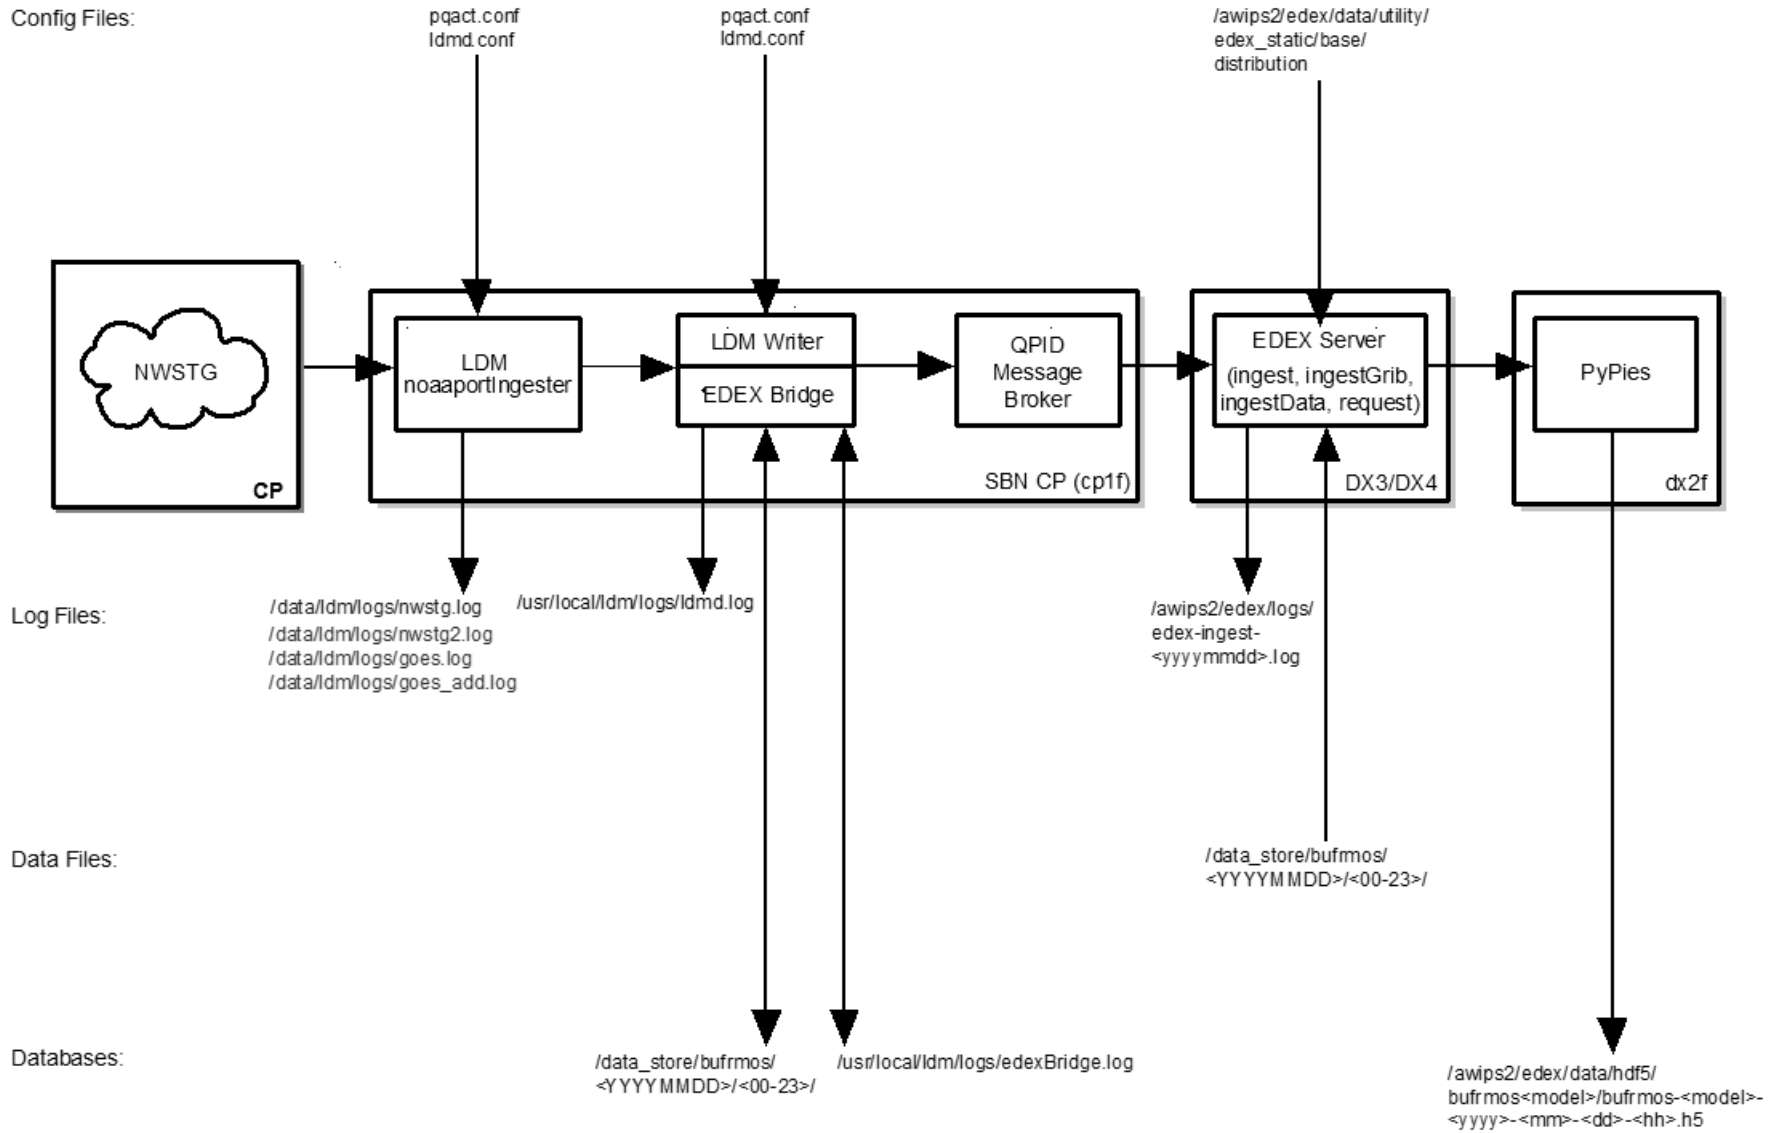 Config Files:
pqact.conf
ldmd.conf
pqact.conf
ldmd.conf
/awips2/edex/data/utility/
edex_static/base/
distribution
NWSTG
CP
LDM
noaaportIngester
LDM Writer
EDEX Bridge
QPID
Message
Broker
SBN CP (cp1f)
EDEX Server
(ingest, ingestGrib,
ingestData, request)
DX3/DX4
PyPies
dx2f
Log Files:
/data/ldm/logs/nwstg.log
/data/ldm/logs/nwstg2.log
/data/ldm/logs/goes.log
/data/ldm/logs/goes_add.log
/usr/local/ldm/logs/ldmd.log
/awips2/edex/logs/
edex-ingest-
<yyyymmdd>.log
Data Files:
/data_store/bufrmos/
<YYYYMMDD>/<00-23>/
Databases:
/data_store/bufrmos/
<YYYYMMDD>/<00-23>/
/usr/local/ldm/logs/edexBridge.log
/awips2/edex/data/hdf5/
bufrmos<model>/bufrmos-<model>-
<yyyy>-<mm>-<dd>-<hh>.h5